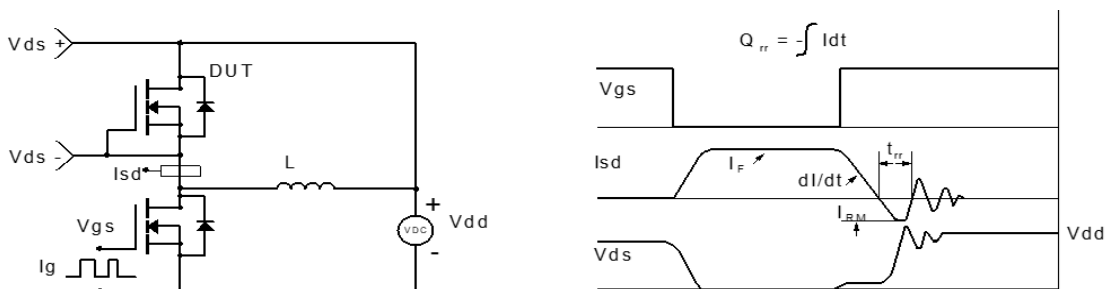 Vds +
DUT
Vds -
Isd
L
Vgs
Ig
+
VDC
-
Vdd
Q rr = -∫ Idt
Vgs
Isd
I F
dI/dt
t rr
I RM
Vds
Vdd